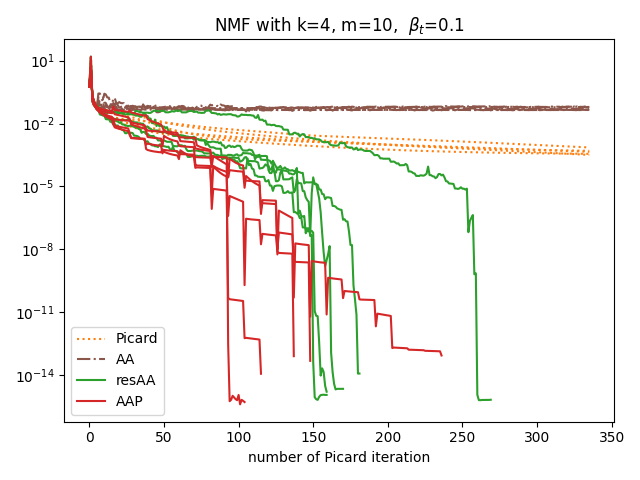 NMF with k=4, m=10, βt=0.1
10^1
10^−2
10^−5
10^−8
10^−11
10^−14
Picard
AA
resAA
AAP
0 50 100 150 200 250 300 350
number of Picard iteration